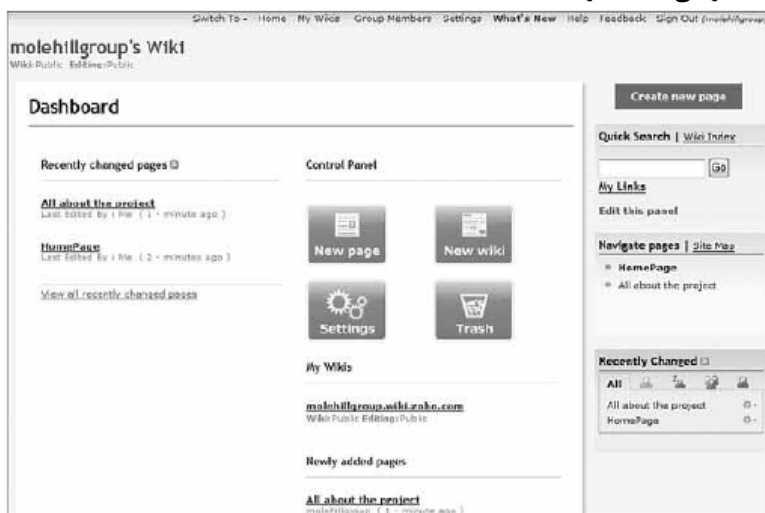 Switch To - Home My Wikis Group Members Settings What's New Help Feedback Sign Out (molehillgroup)
molehillgroup's Wiki
Wiki:Public Editing:Public
Dashboard
Recently changed pages
All about the project
Last Edited By : Me ( 1 - minute ago )
HomePage
Last Edited By : Me ( 2 - minutes ago )
View all recently changed pages
Control Panel
New page
New wiki
Settings
Trash
My Wikis
molehillgroup.wiki.zoho.com
Wiki:Public Editing:Public
Newly added pages
All about the project
molehillgroup ( 1 - minute ago )
Create new page
Quick Search | Wiki Index
Go
My Links
Edit this panel
Navigate pages | Site Map
HomePage
All about the project
Recently Changed
All
All about the project
HomePage